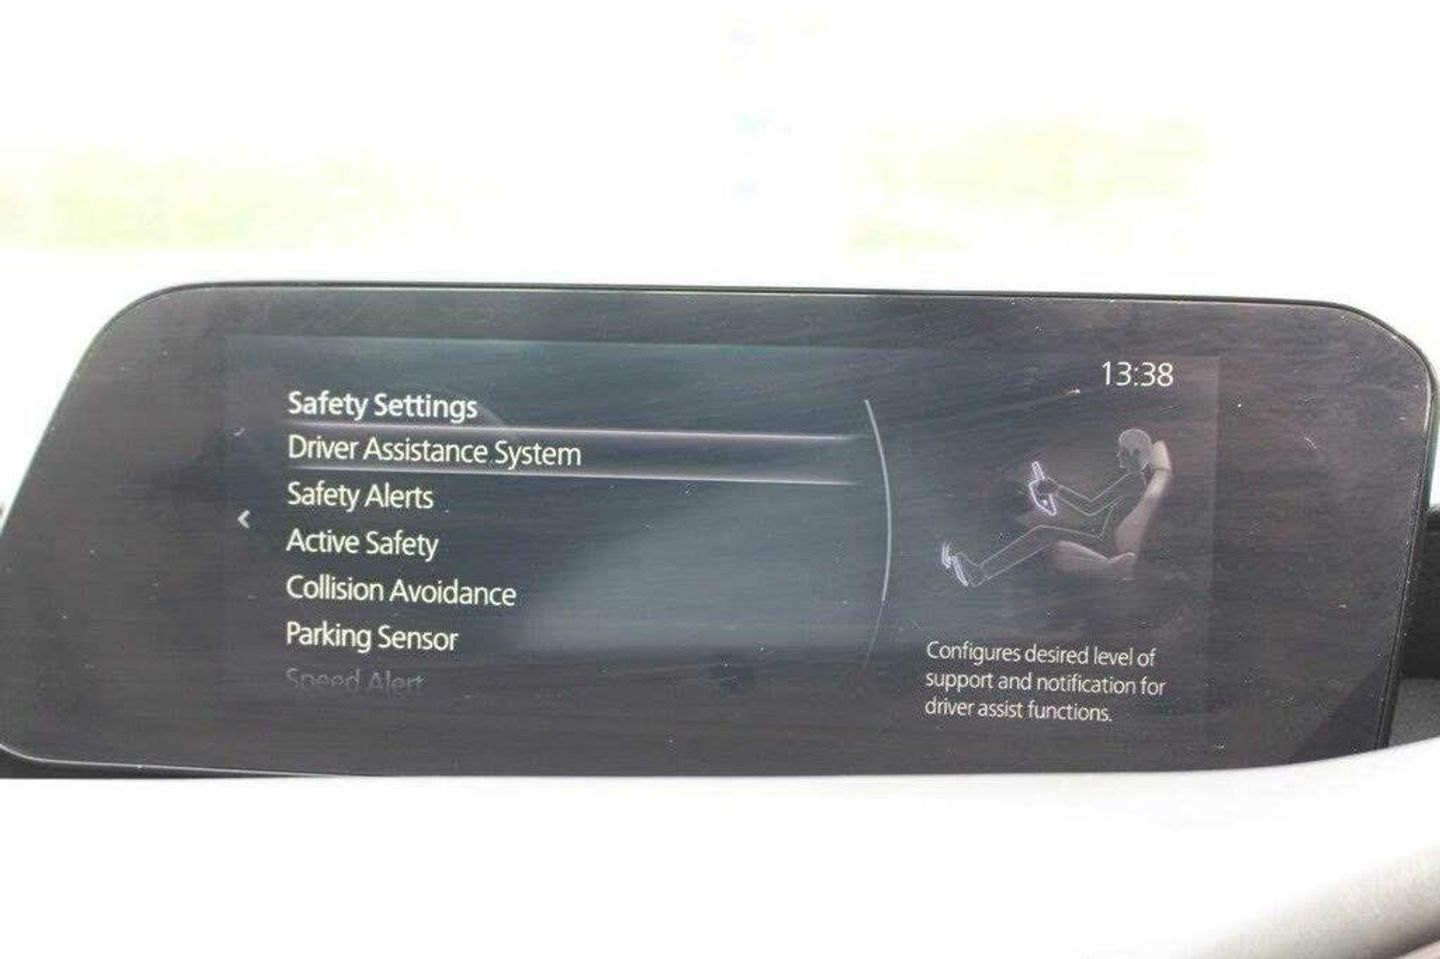 13:38
Safety Settings
Driver Assistance System
Safety Alerts
Active Safety
Collision Avoidance
Parking Sensor
Speed Alert
Configures desired level of
support and notification for
driver assist functions.